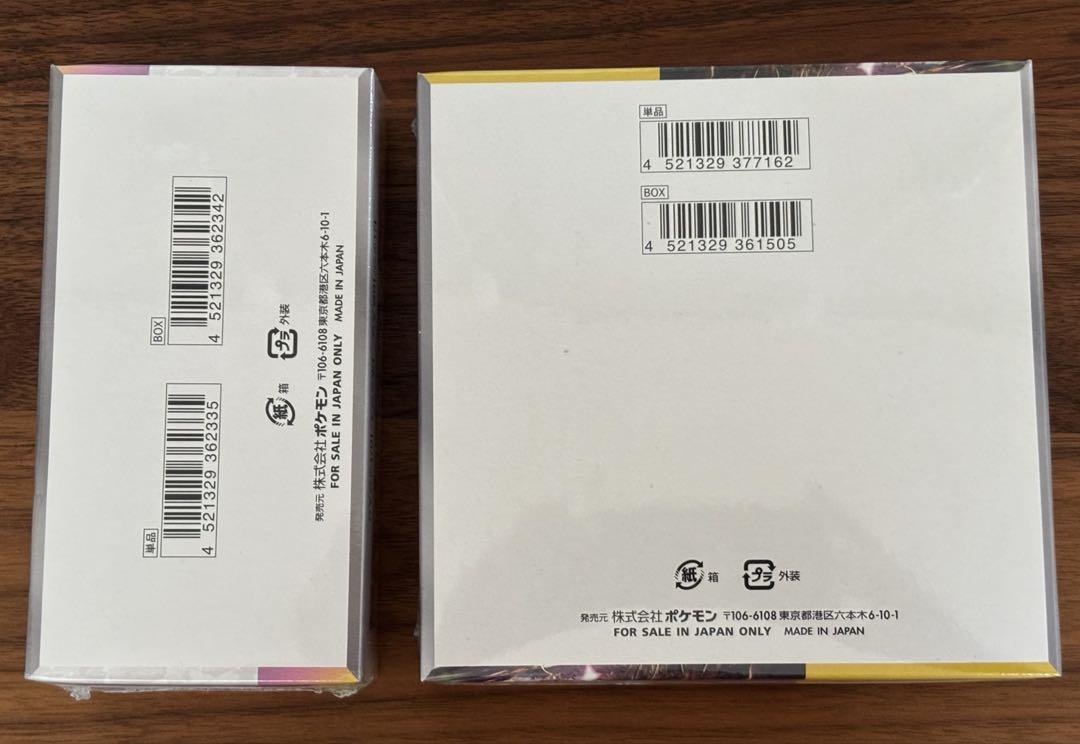 単品
4 521329 362335
BOX
4 521329 362342
紙 箱
プラ 外装
発売元 株式会社ポケモン 〒106-6108 東京都港区六本木6-10-1
FOR SALE IN JAPAN ONLY MADE IN JAPAN
単品
4 521329 377162
BOX
4 521329 361505
紙 箱 プラ 外装
発売元 株式会社ポケモン 〒106-6108 東京都港区六本木6-10-1
FOR SALE IN JAPAN ONLY MADE IN JAPAN